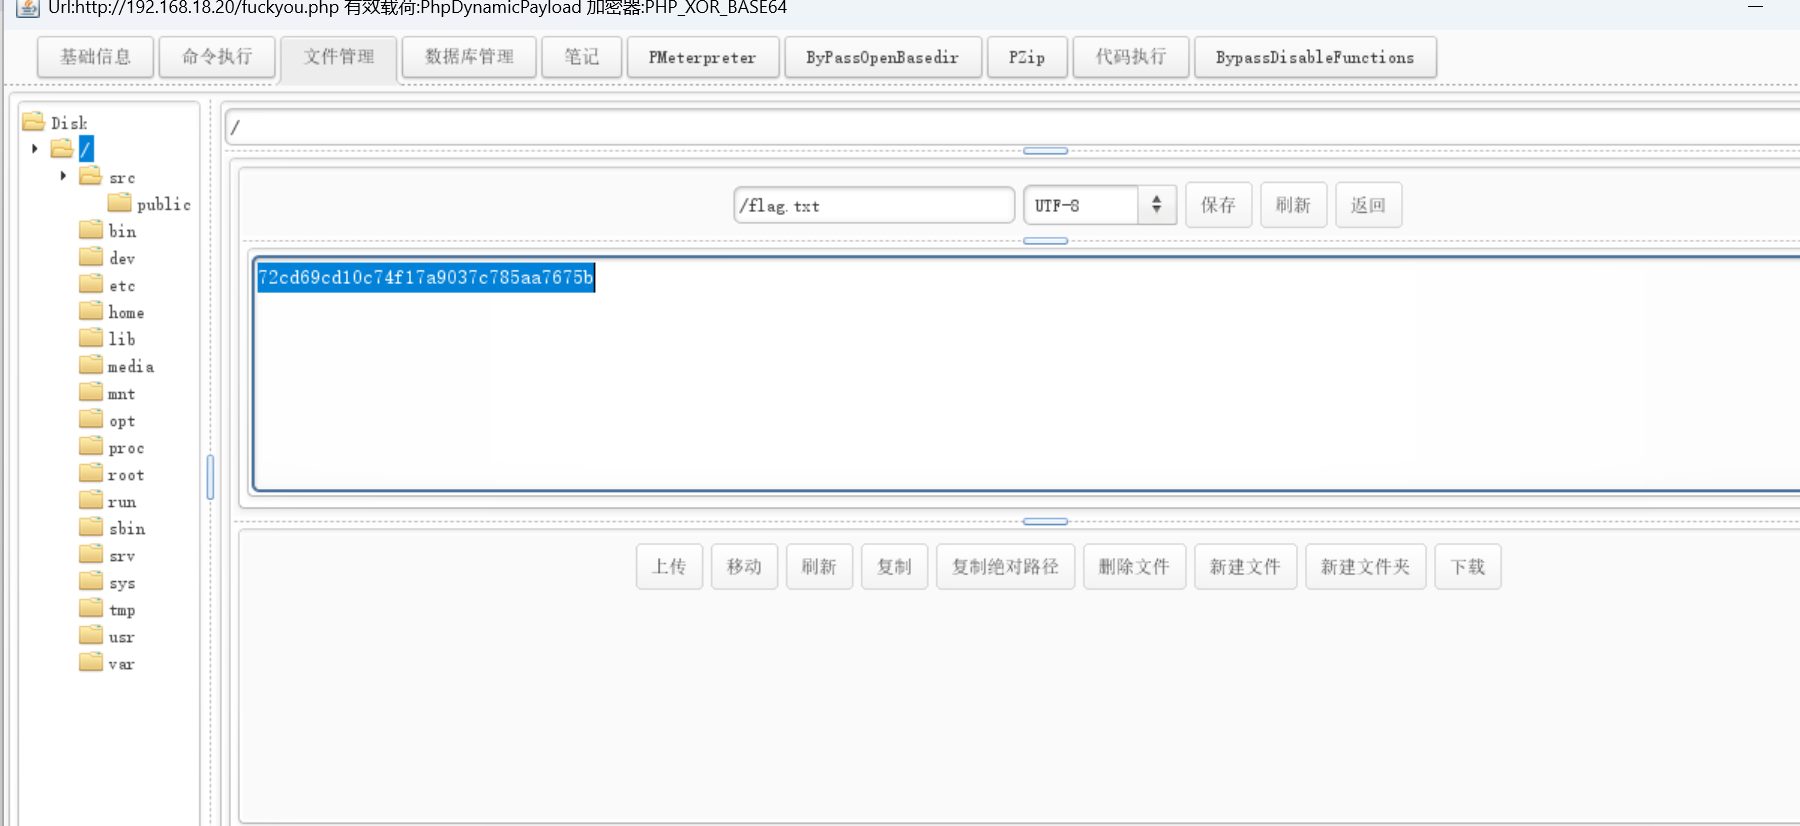 Url:http://192.168.18.20/fuckyou.php 有效载荷:PhpDynamicPayload 加密器:PHP_XOR_BASE64
基础信息 命令执行 文件管理 数据库管理 笔记 PMeterpreter ByPassOpenBasedir PZip 代码执行 BypassDisableFunctions
Disk
/
src
public
bin
dev
etc
home
lib
media
mnt
opt
proc
root
run
sbin
srv
sys
tmp
usr
var
/
/flag.txt UTF-8 保存 刷新 返回
72cd69cd10c74f17a9037c785aa7675b
上传 移动 刷新 复制 复制绝对路径 删除文件 新建文件 新建文件夹 下载